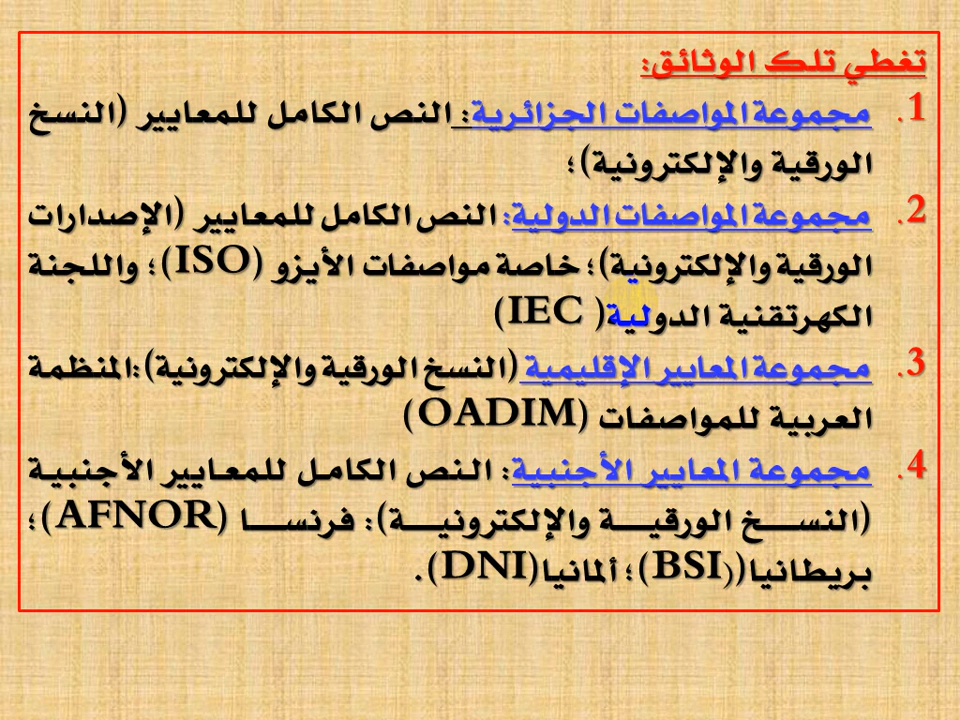 تغطي تلك الوثائق:
1. مجموعة المواصفات الجزائرية: النص الكامل للمعايير (النسخ
الورقية والإلكترونية)؛
2. مجموعة المواصفات الدولية: النص الكامل للمعايير (الإصدارات
الورقية والإلكترونية)؛ خاصة مواصفات الأيزو (ISO)؛ واللجنة
الكهرتقنية الدولية( IEC)
3. مجموعة المعايير الإقليمية (النسخ الورقية والإلكترونية):المنظمة
العربية للمواصفات (OADIM)
4. مجموعة المعايير الأجنبية: النص الكامل للمعايير الأجنبية
(النسخ الورقية والإلكترونية): فرنسا (AFNOR)؛
بريطانيا((BSI)؛ ألمانيا(DNI).